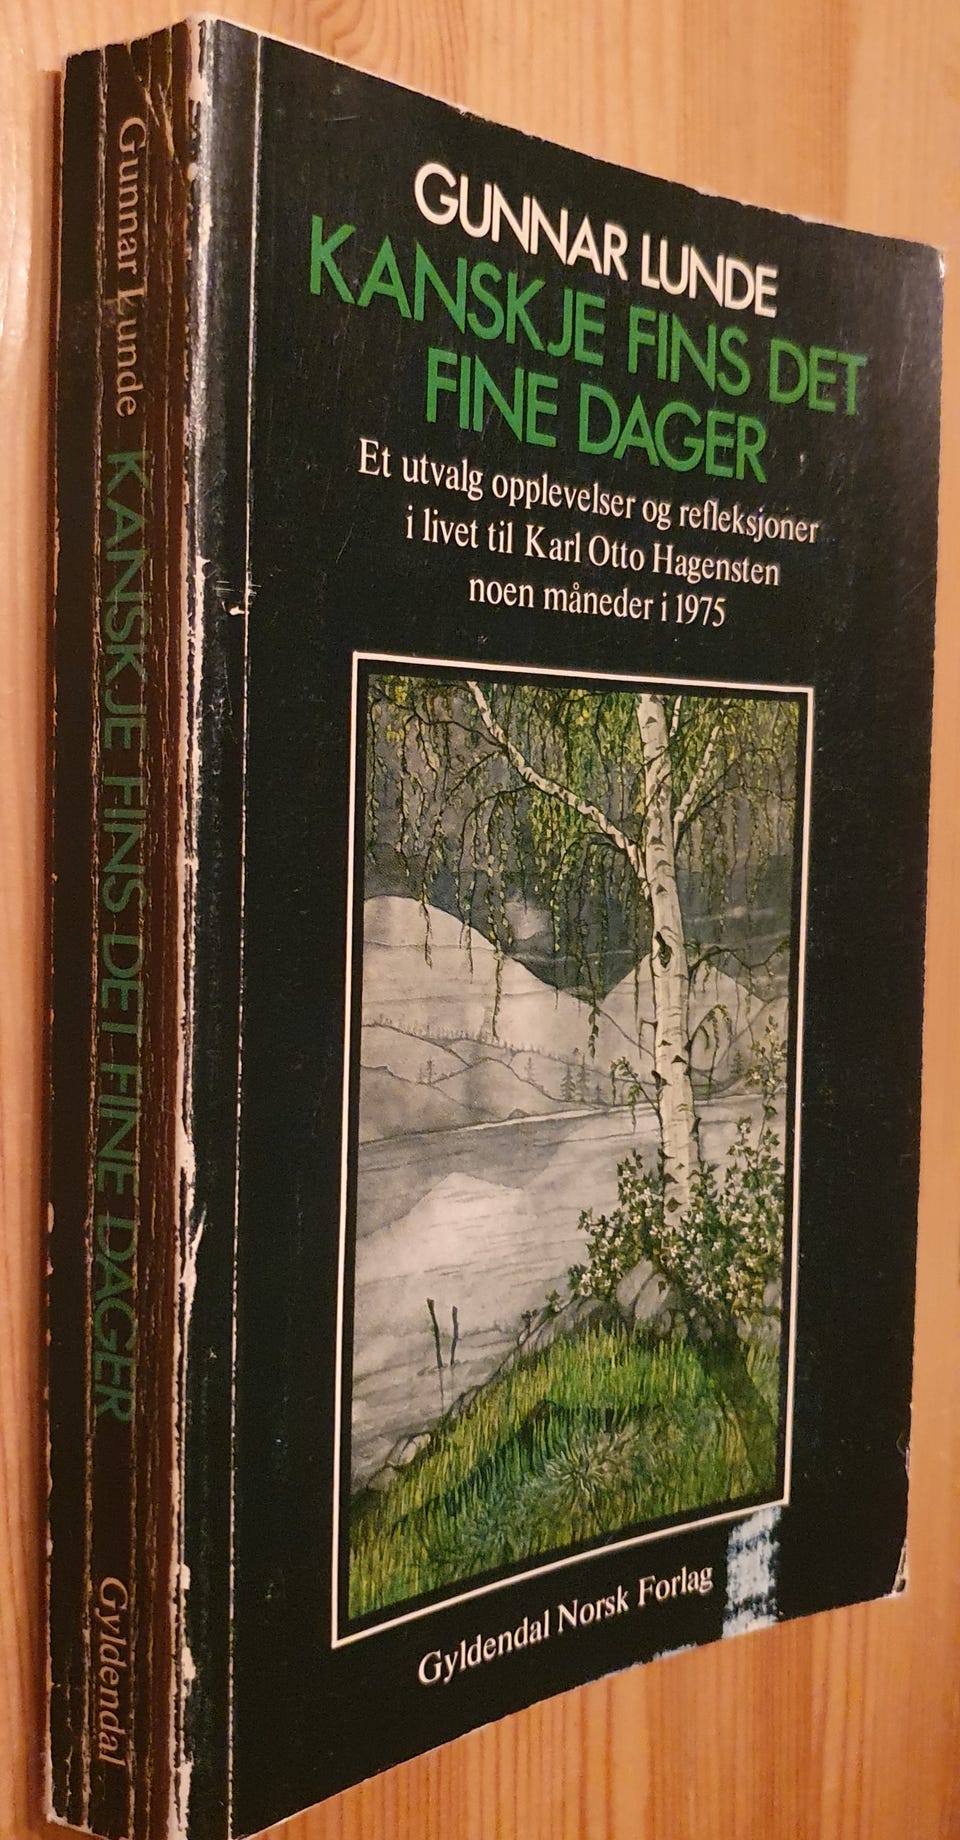 Gunnar Lunde KANSKJE FINS DET FINE DAGER Gyldendal
GUNNAR LUNDE
KANSKJE FINS DET
FINE DAGER
Et utvalg opplevelser og refleksjoner
i livet til Karl Otto Hagensten
noen måneder i 1975
Gyldendal Norsk Forlag